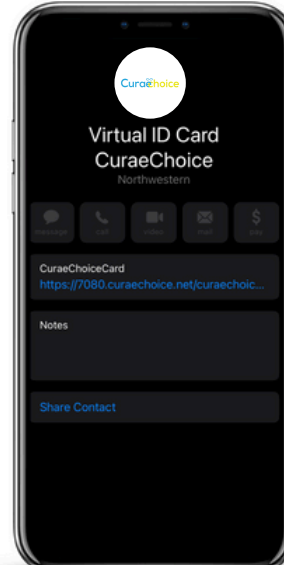 CuraeChoice
Virtual ID Card
CuraeChoice
Northwestern
message call video mail pay
CuraeChoiceCard
https://7080.curaechoice.net/curaechoic...
Notes
Share Contact